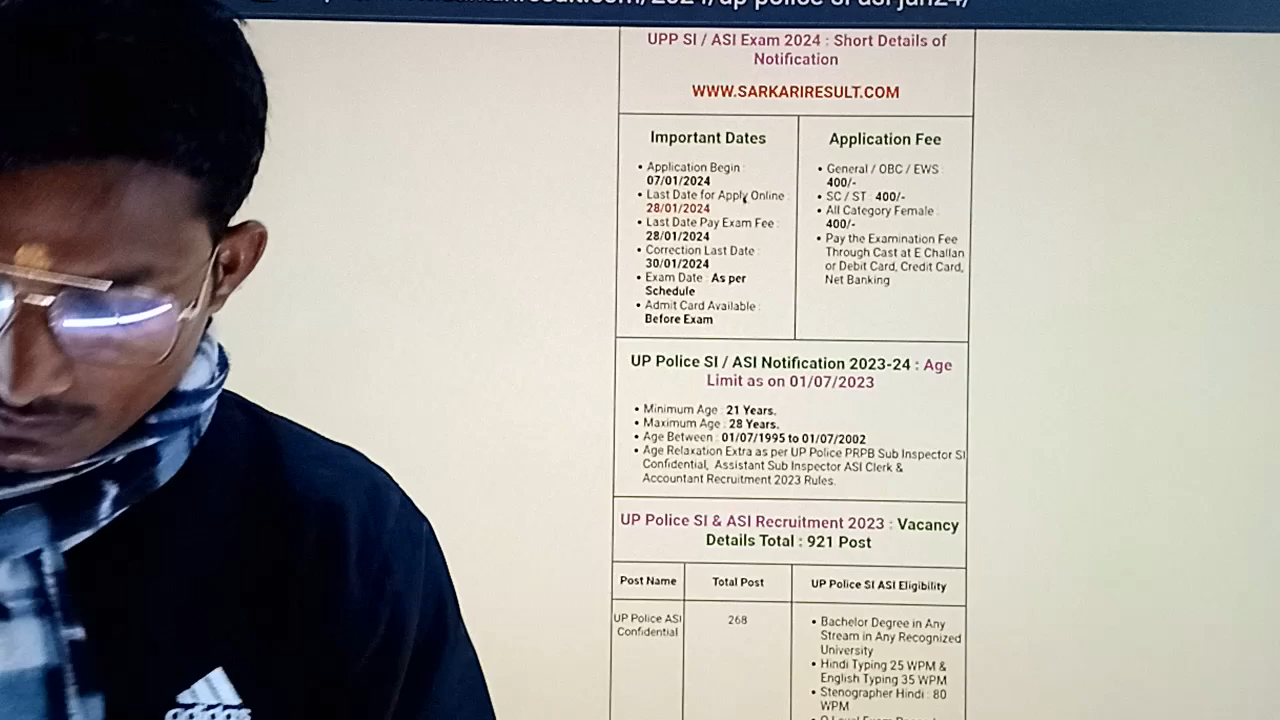 UPP SI / ASI Exam 2024 : Short Details of
Notification
WWW.SARKARIRESULT.COM
Important Dates
• Application Begin :
07/01/2024
• Last Date for Apply Online :
28/01/2024
• Last Date Pay Exam Fee :
28/01/2024
• Correction Last Date :
30/01/2024
• Exam Date : As per
Schedule
• Admit Card Available :
Before Exam
Application Fee
• General / OBC / EWS :
400/-
• SC / ST : 400/-
• All Category Female :
400/-
• Pay the Examination Fee
Through Cast at E Challan
or Debit Card, Credit Card,
Net Banking
UP Police SI / ASI Notification 2023-24 : Age
Limit as on 01/07/2023
• Minimum Age : 21 Years.
• Maximum Age : 28 Years.
• Age Between : 01/07/1995 to 01/07/2002
• Age Relaxation Extra as per UP Police PRPB Sub Inspector SI
Confidential, Assistant Sub Inspector ASI Clerk &
Accountant Recruitment 2023 Rules.
UP Police SI & ASI Recruitment 2023 : Vacancy
Details Total : 921 Post
Post Name
Total Post
UP Police SI ASI Eligibility
UP Police ASI
Confidential
268
• Bachelor Degree in Any
Stream in Any Recognized
University
• Hindi Typing 25 WPM &
English Typing 35 WPM
• Stenographer Hindi : 80
WPM
adidas